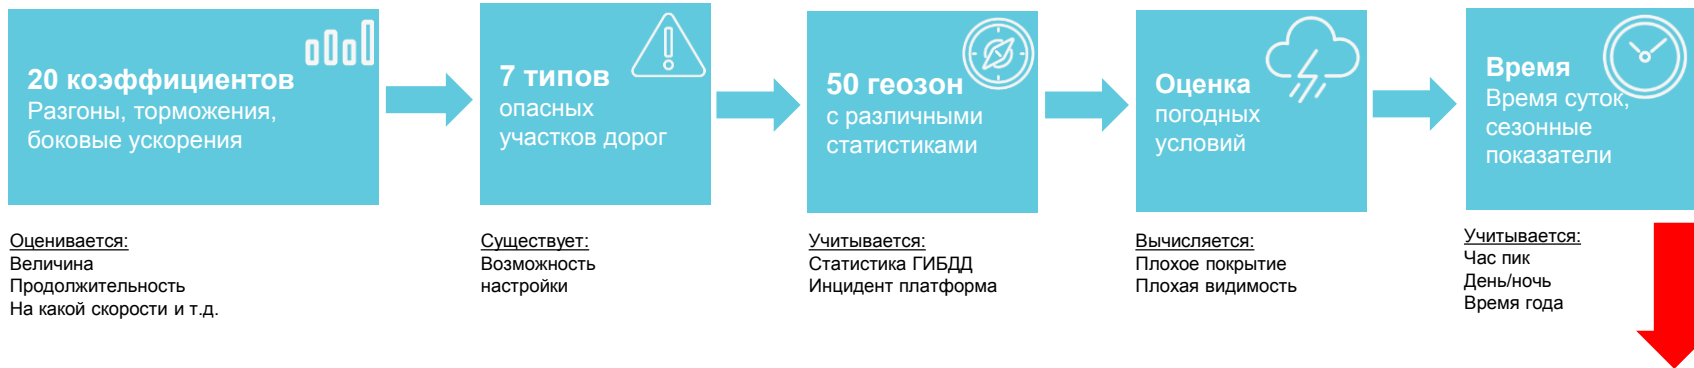 20 коэффициентов
Разгоны, торможения,
боковые ускорения
7 типов
опасных
участков дорог
50 геозон
с различными
статистиками
Оценка
погодных
условий
Время
Время суток,
сезонные
показатели
Оценивается:
Величина
Продолжительность
На какой скорости и т.д.
Существует:
Возможность
настройки
Учитывается:
Статистика ГИБДД
Инцидент платформа
Вычисляется:
Плохое покрытие
Плохая видимость
Учитывается:
Час пик
День/ночь
Время года